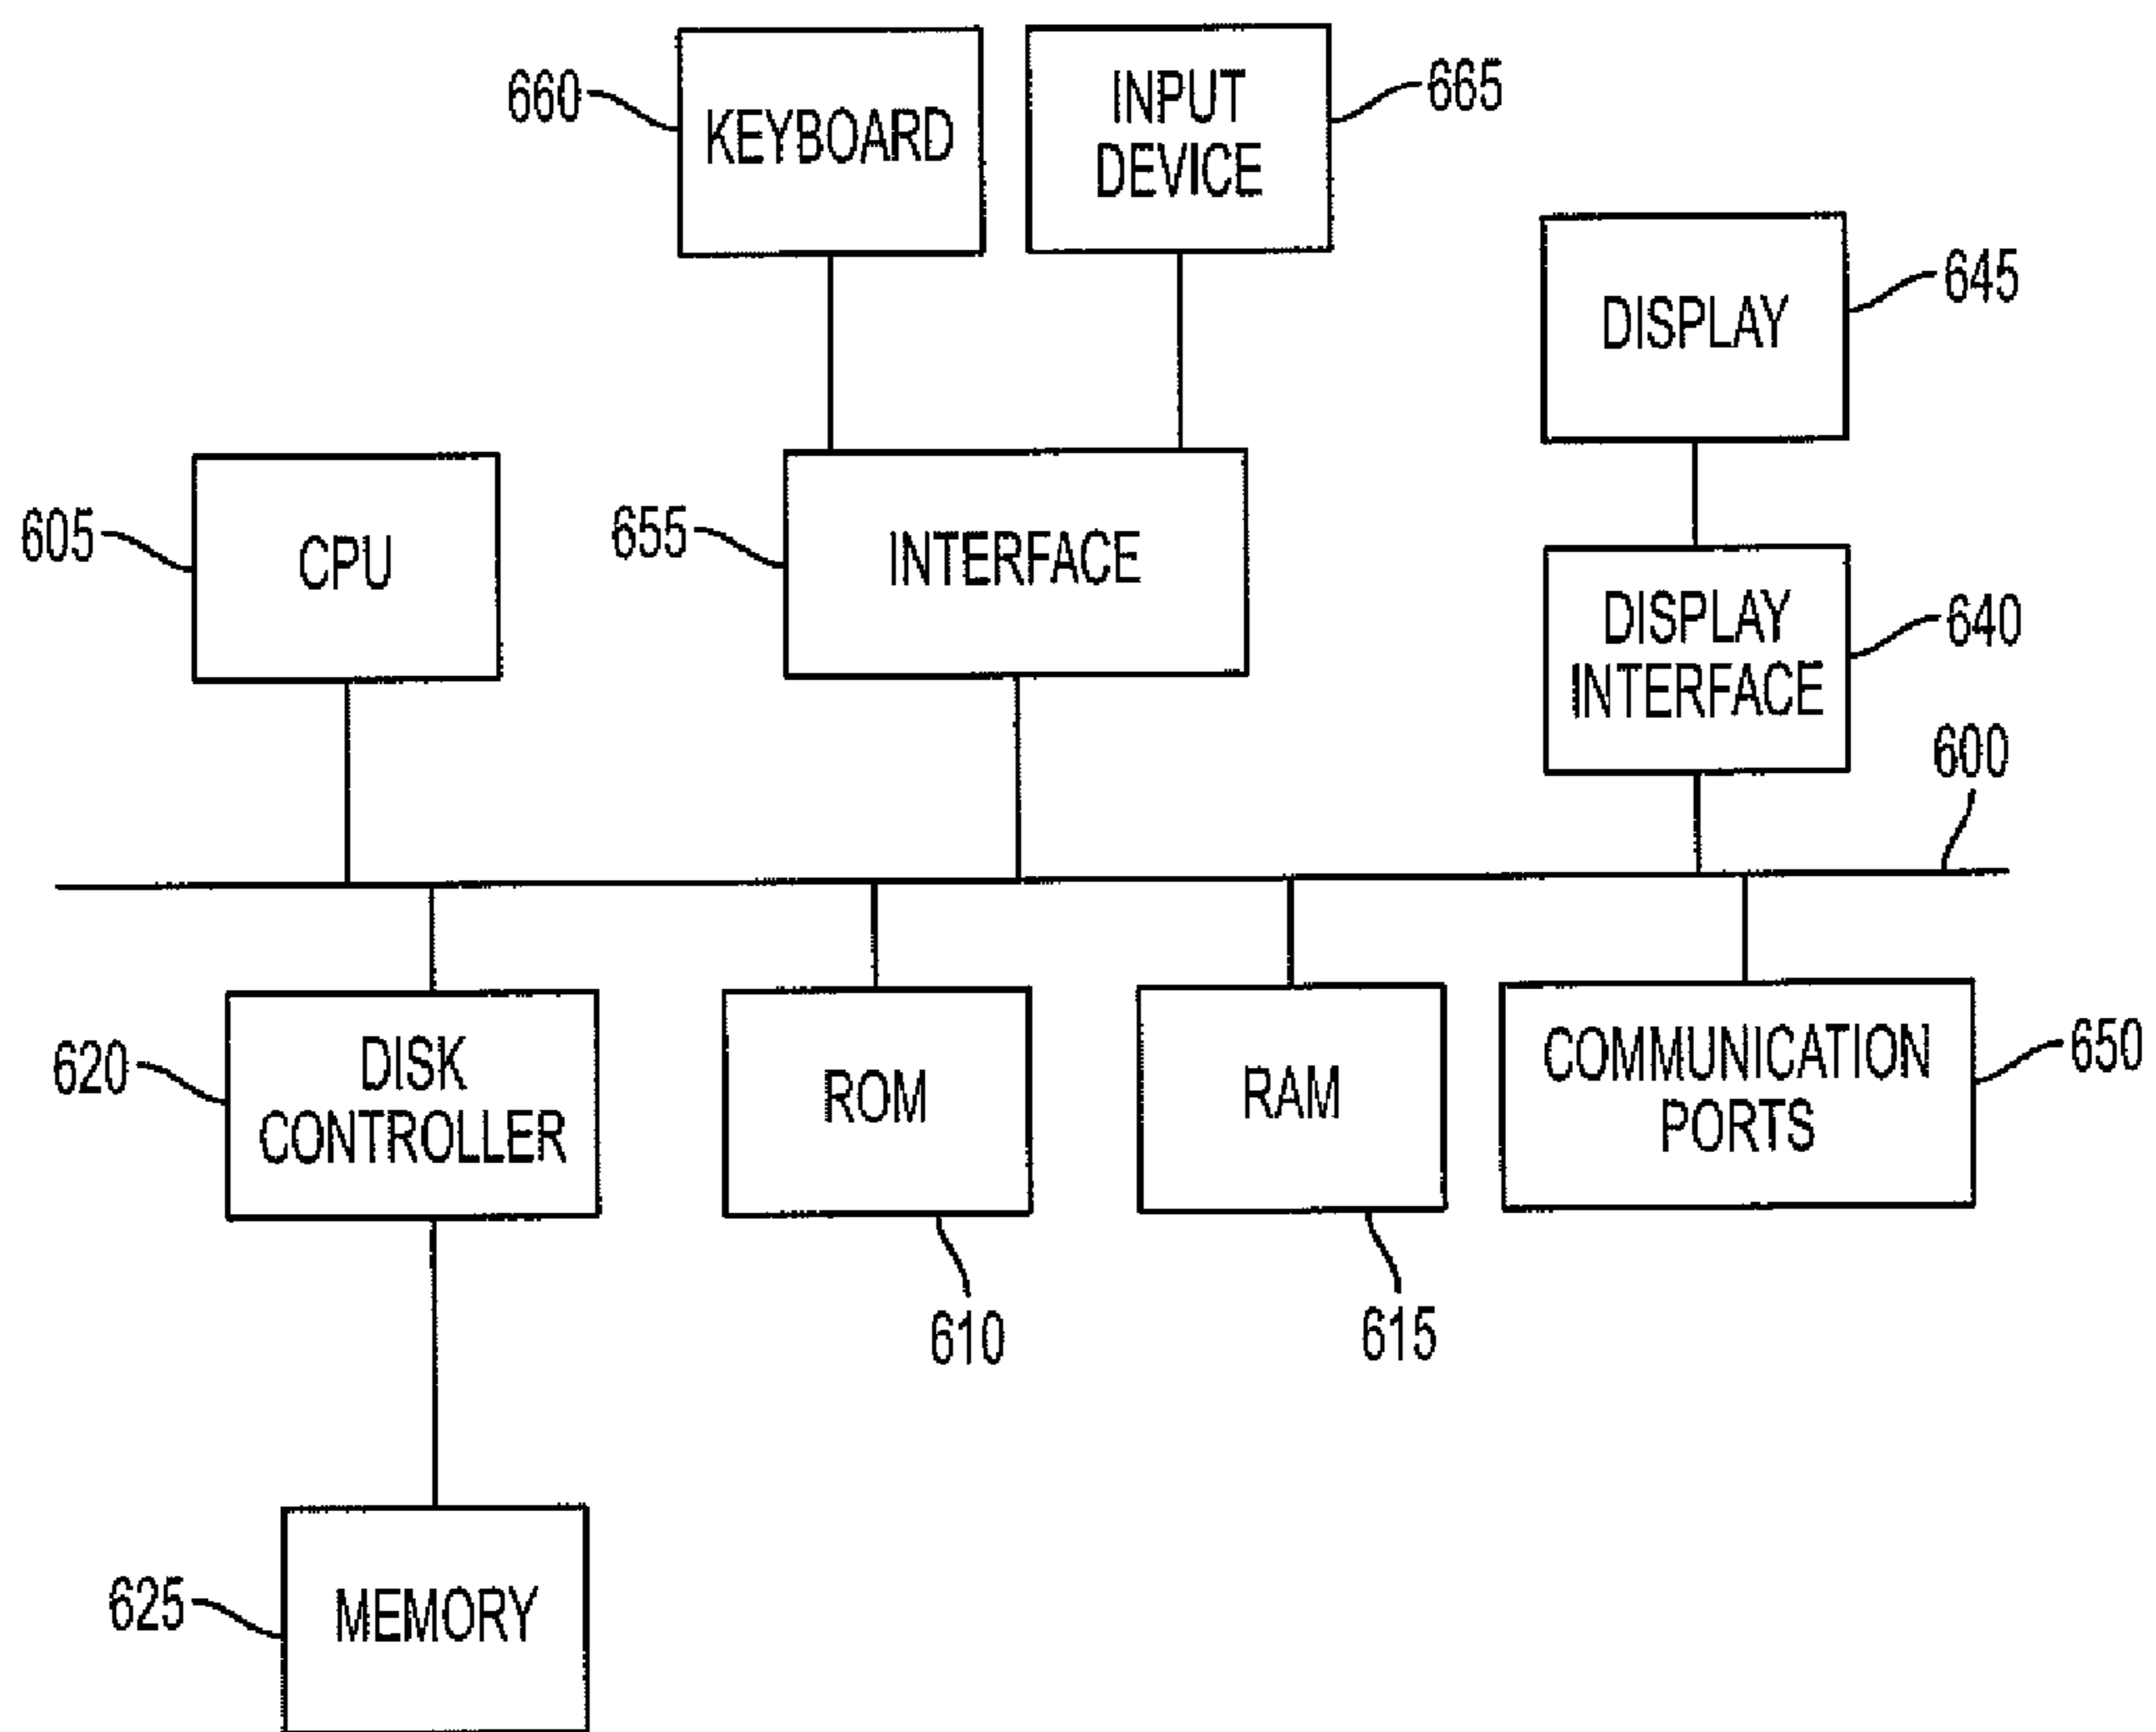 660
KEYBOARD
INPUT
DEVICE
665
DISPLAY
645
605
CPU
655
INTERFACE
DISPLAY
INTERFACE
640
600
620
DISK
CONTROLLER
ROM
RAM
COMMUNICATION
PORTS
650
610
615
625
MEMORY